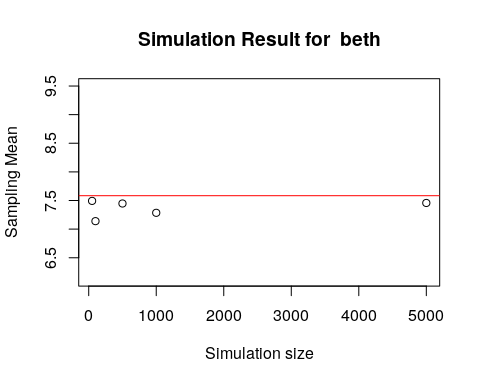 Simulation Result for  beth
Sampling Mean
9.5
8.5
7.5
6.5
0 1000 2000 3000 4000 5000
Simulation size